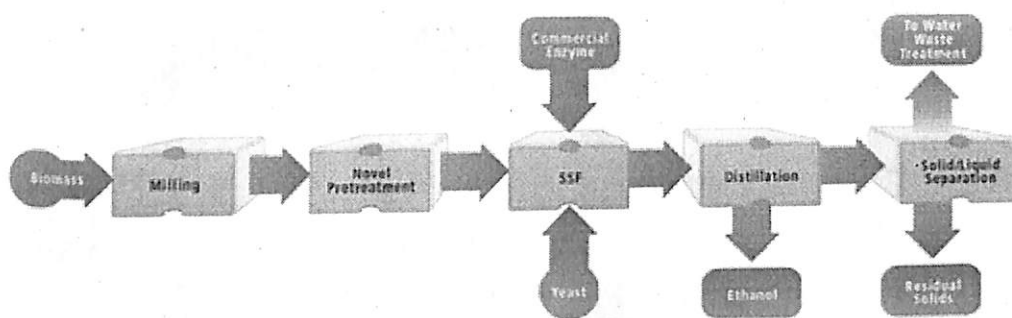 Commercial
Enzyme
To Water
Waste
Treatment
Biomass
Milling
Novel
Pretreatment
SSF
Distillation
Solid/Liquid
Separation
Yeast
Ethanol
Residual
Solids